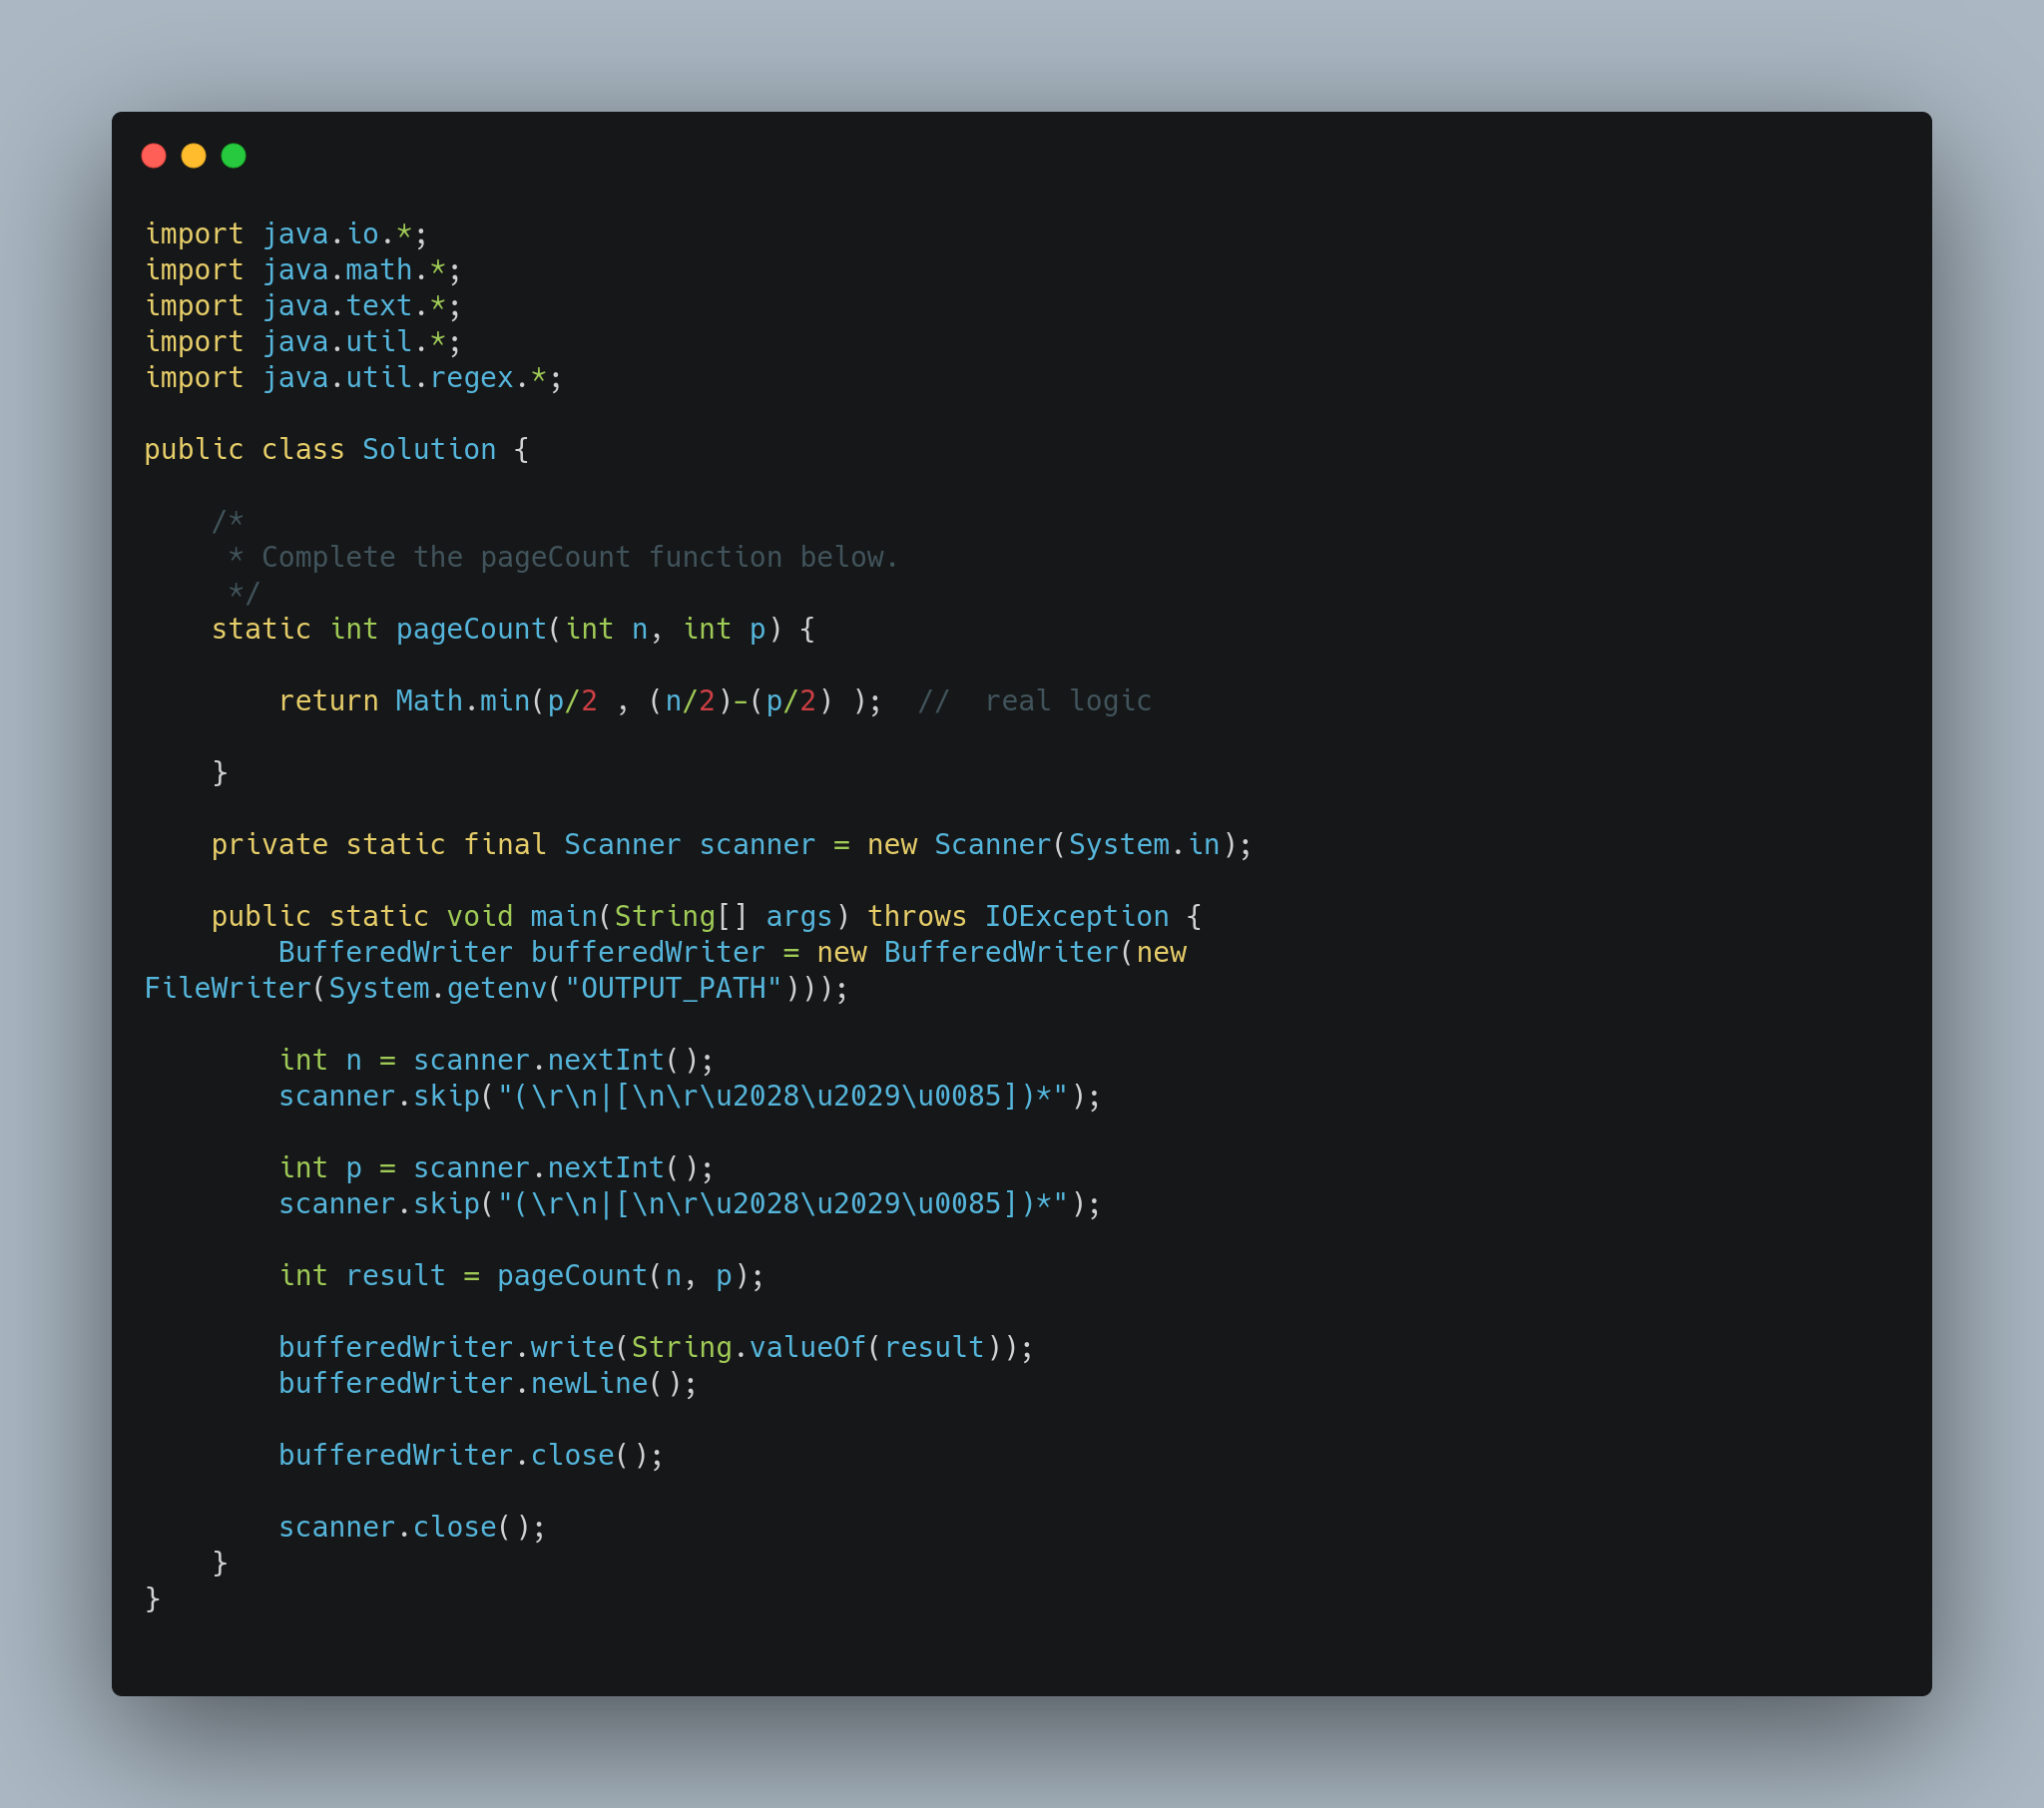 import java.io.*;
import java.math.*;
import java.text.*;
import java.util.*;
import java.util.regex.*;

public class Solution {

    /*
     * Complete the pageCount function below.
     */
    static int pageCount(int n, int p) {

        return Math.min(p/2 , (n/2)-(p/2) );  //  real logic

    }

    private static final Scanner scanner = new Scanner(System.in);

    public static void main(String[] args) throws IOException {
        BufferedWriter bufferedWriter = new BufferedWriter(new
FileWriter(System.getenv("OUTPUT_PATH")));

        int n = scanner.nextInt();
        scanner.skip("(\r\n|[\n\r\u2028\u2029\u0085])*");

        int p = scanner.nextInt();
        scanner.skip("(\r\n|[\n\r\u2028\u2029\u0085])*");

        int result = pageCount(n, p);

        bufferedWriter.write(String.valueOf(result));
        bufferedWriter.newLine();

        bufferedWriter.close();

        scanner.close();
    }
}